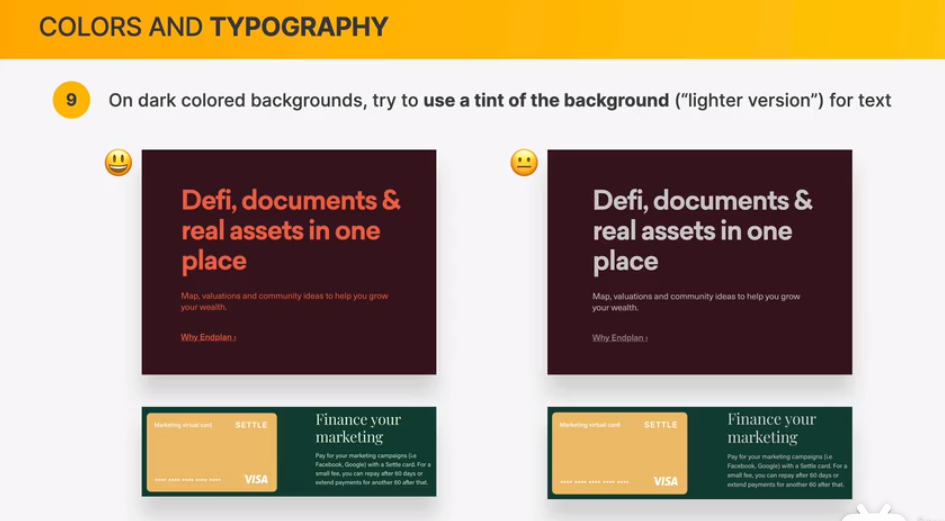 COLORS AND TYPOGRAPHY
9
On dark colored backgrounds, try to use a tint of the background (“lighter version”) for text
Defi, documents &
real assets in one
place
Map, valuations and community ideas to help you grow
your wealth.
Why Endplan ›
Defi, documents &
real assets in one
place
Map, valuations and community ideas to help you grow
your wealth.
Why Endplan ›
Marketing virtual card
SETTLE
VISA
Finance your
marketing
Pay for your marketing campaigns (i.e
Facebook, Google) with a Settle card. For a
small fee, you can repay after 60 days or
extend payments for another 60 after that.
Marketing virtual card
SETTLE
VISA
Finance your
marketing
Pay for your marketing campaigns (i.e
Facebook, Google) with a Settle card. For a
small fee, you can repay after 60 days or
extend payments for another 60 after that.